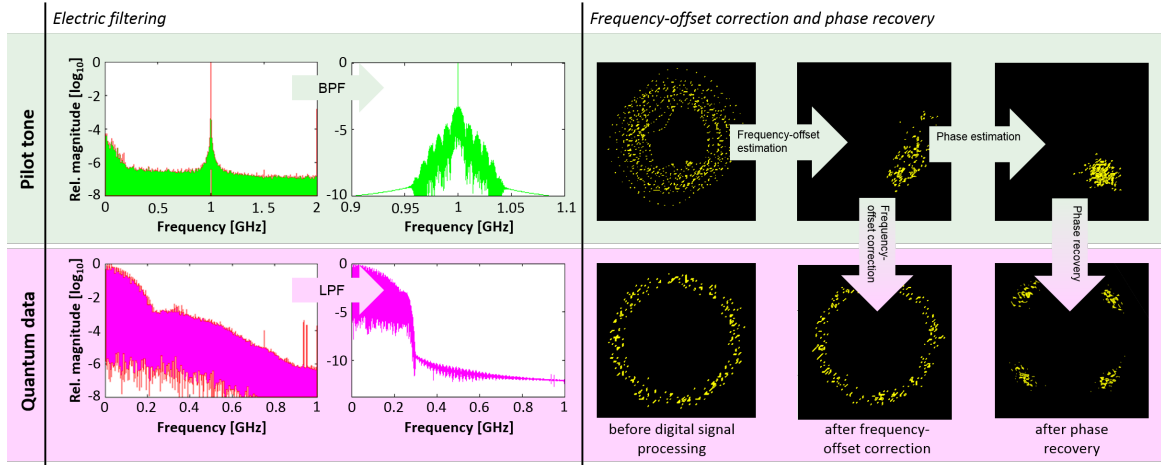 Electric filtering
Frequency-offset correction and phase recovery
Pilot tone
Rel. magnitude [log10]
0
-2
-4
-6
-8
0
0.5
1
1. 5
2
Frequency [GHz]
BPF
0
-5
-10
0.9
0.95
1
1.05
1.1
Frequency [GHz]
Frequency-offset
estimation
Phase estimation
Frequency-
offset correction
Phase recovery
Quantum data
Rel. magnitude [log10]
0
-2
-4
-6
-8
0
0.2
0.4
0.6
0.8
1
Frequency [GHz]
LPF
0
-5
-10
0
0.2
0.4
0.6
0.8
1
Frequency [GHz]
before digital signal
processing
after frequency-
offset correction
after phase
recovery